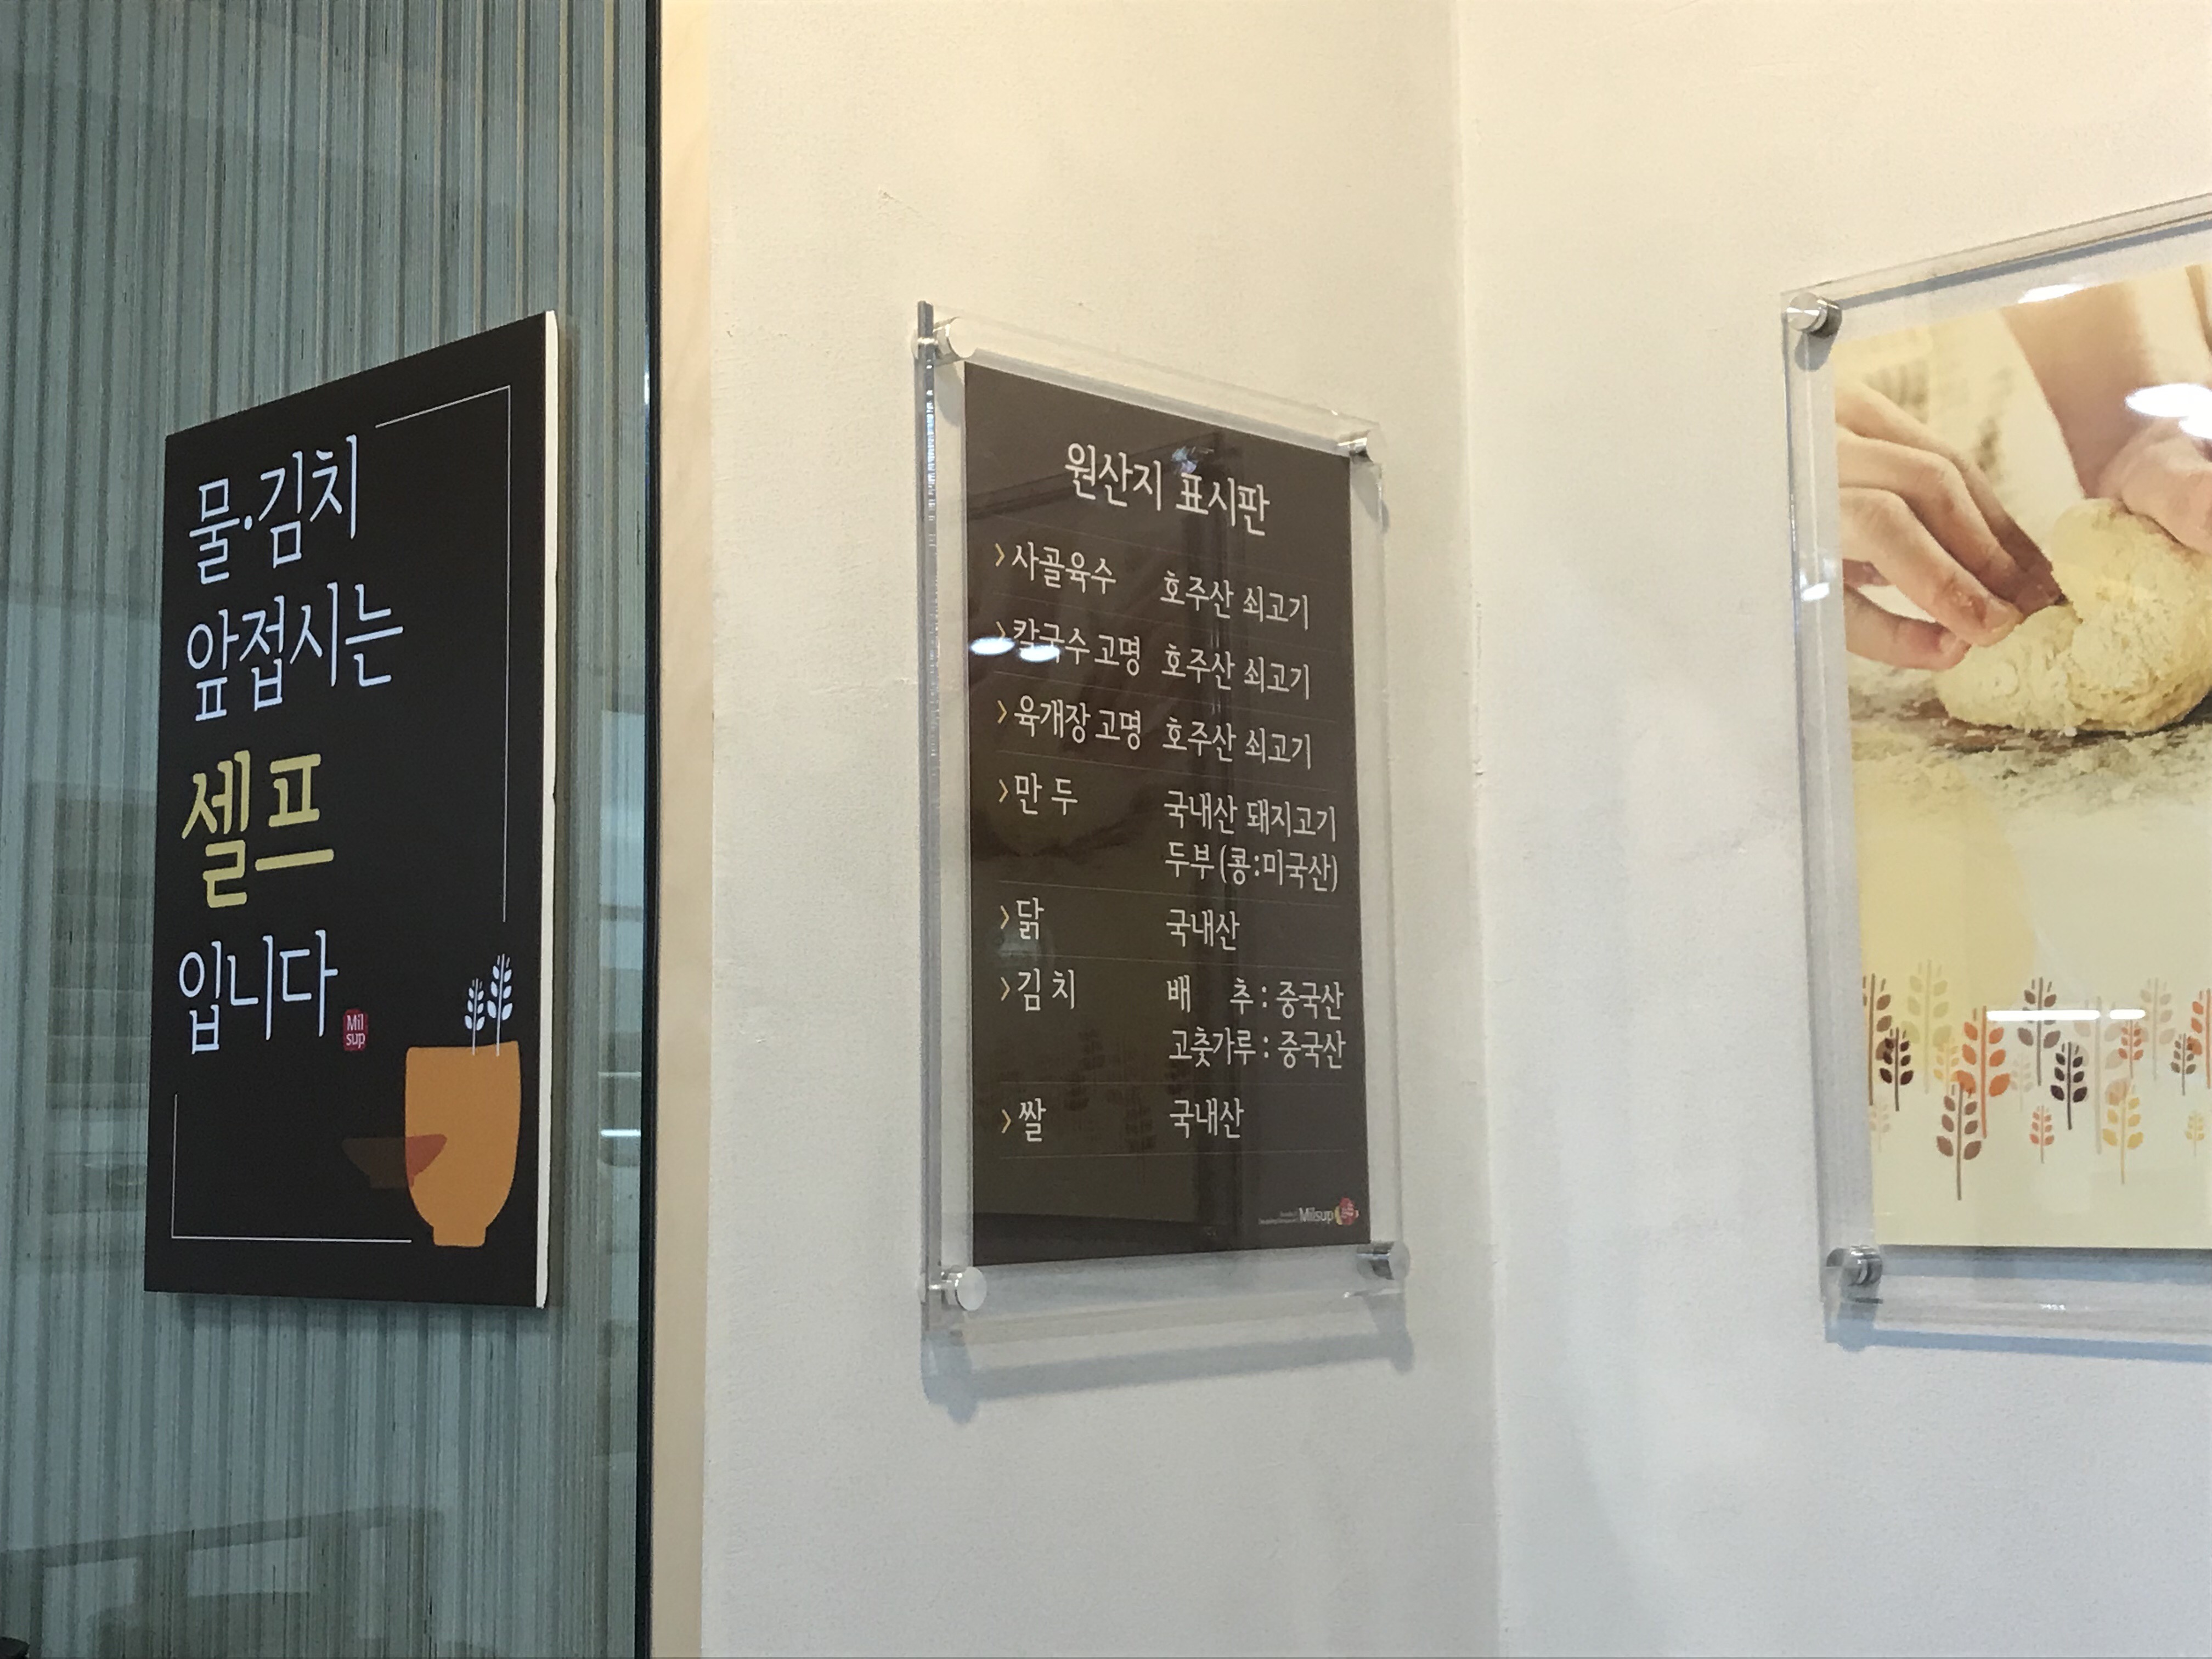 물·김치
앞접시는
셀프
입니다
Mil
sup
원산지 표시판
사골육수 호주산 쇠고기
칼국수 고명 호주산 쇠고기
육개장 고명 호주산 쇠고기
만 두 국내산 돼지고기
두부(콩:미국산)
닭 국내산
김 치 배 추 : 중국산
고춧가루 : 중국산
쌀 국내산
Milsup